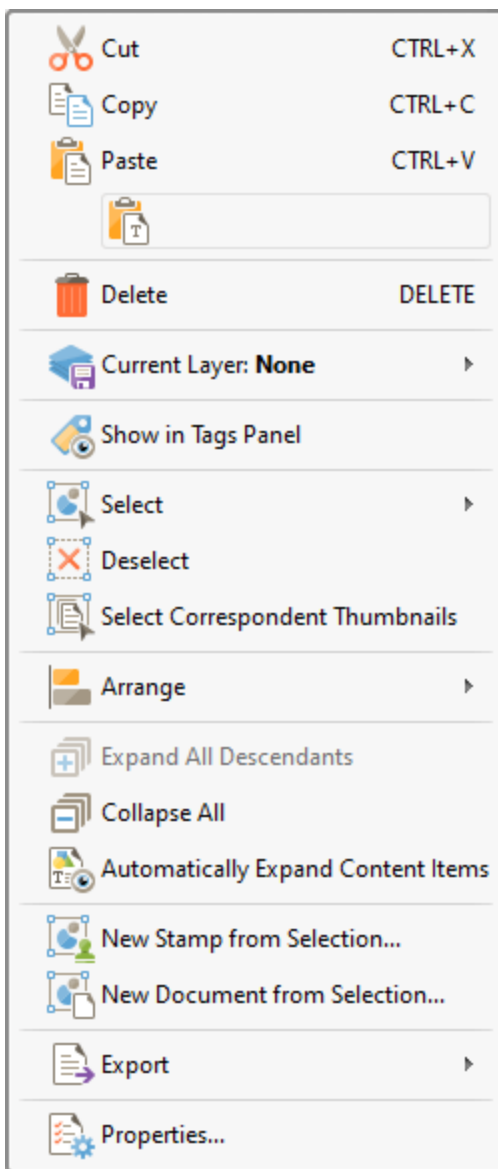 Cut CTRL+X
Copy CTRL+C
Paste CTRL+V
T
Delete DELETE
Current Layer: None
Show in Tags Panel
Select
Deselect
Select Correspondent Thumbnails
Arrange
Expand All Descendants
Collapse All
Automatically Expand Content Items
New Stamp from Selection...
New Document from Selection...
Export
Properties...